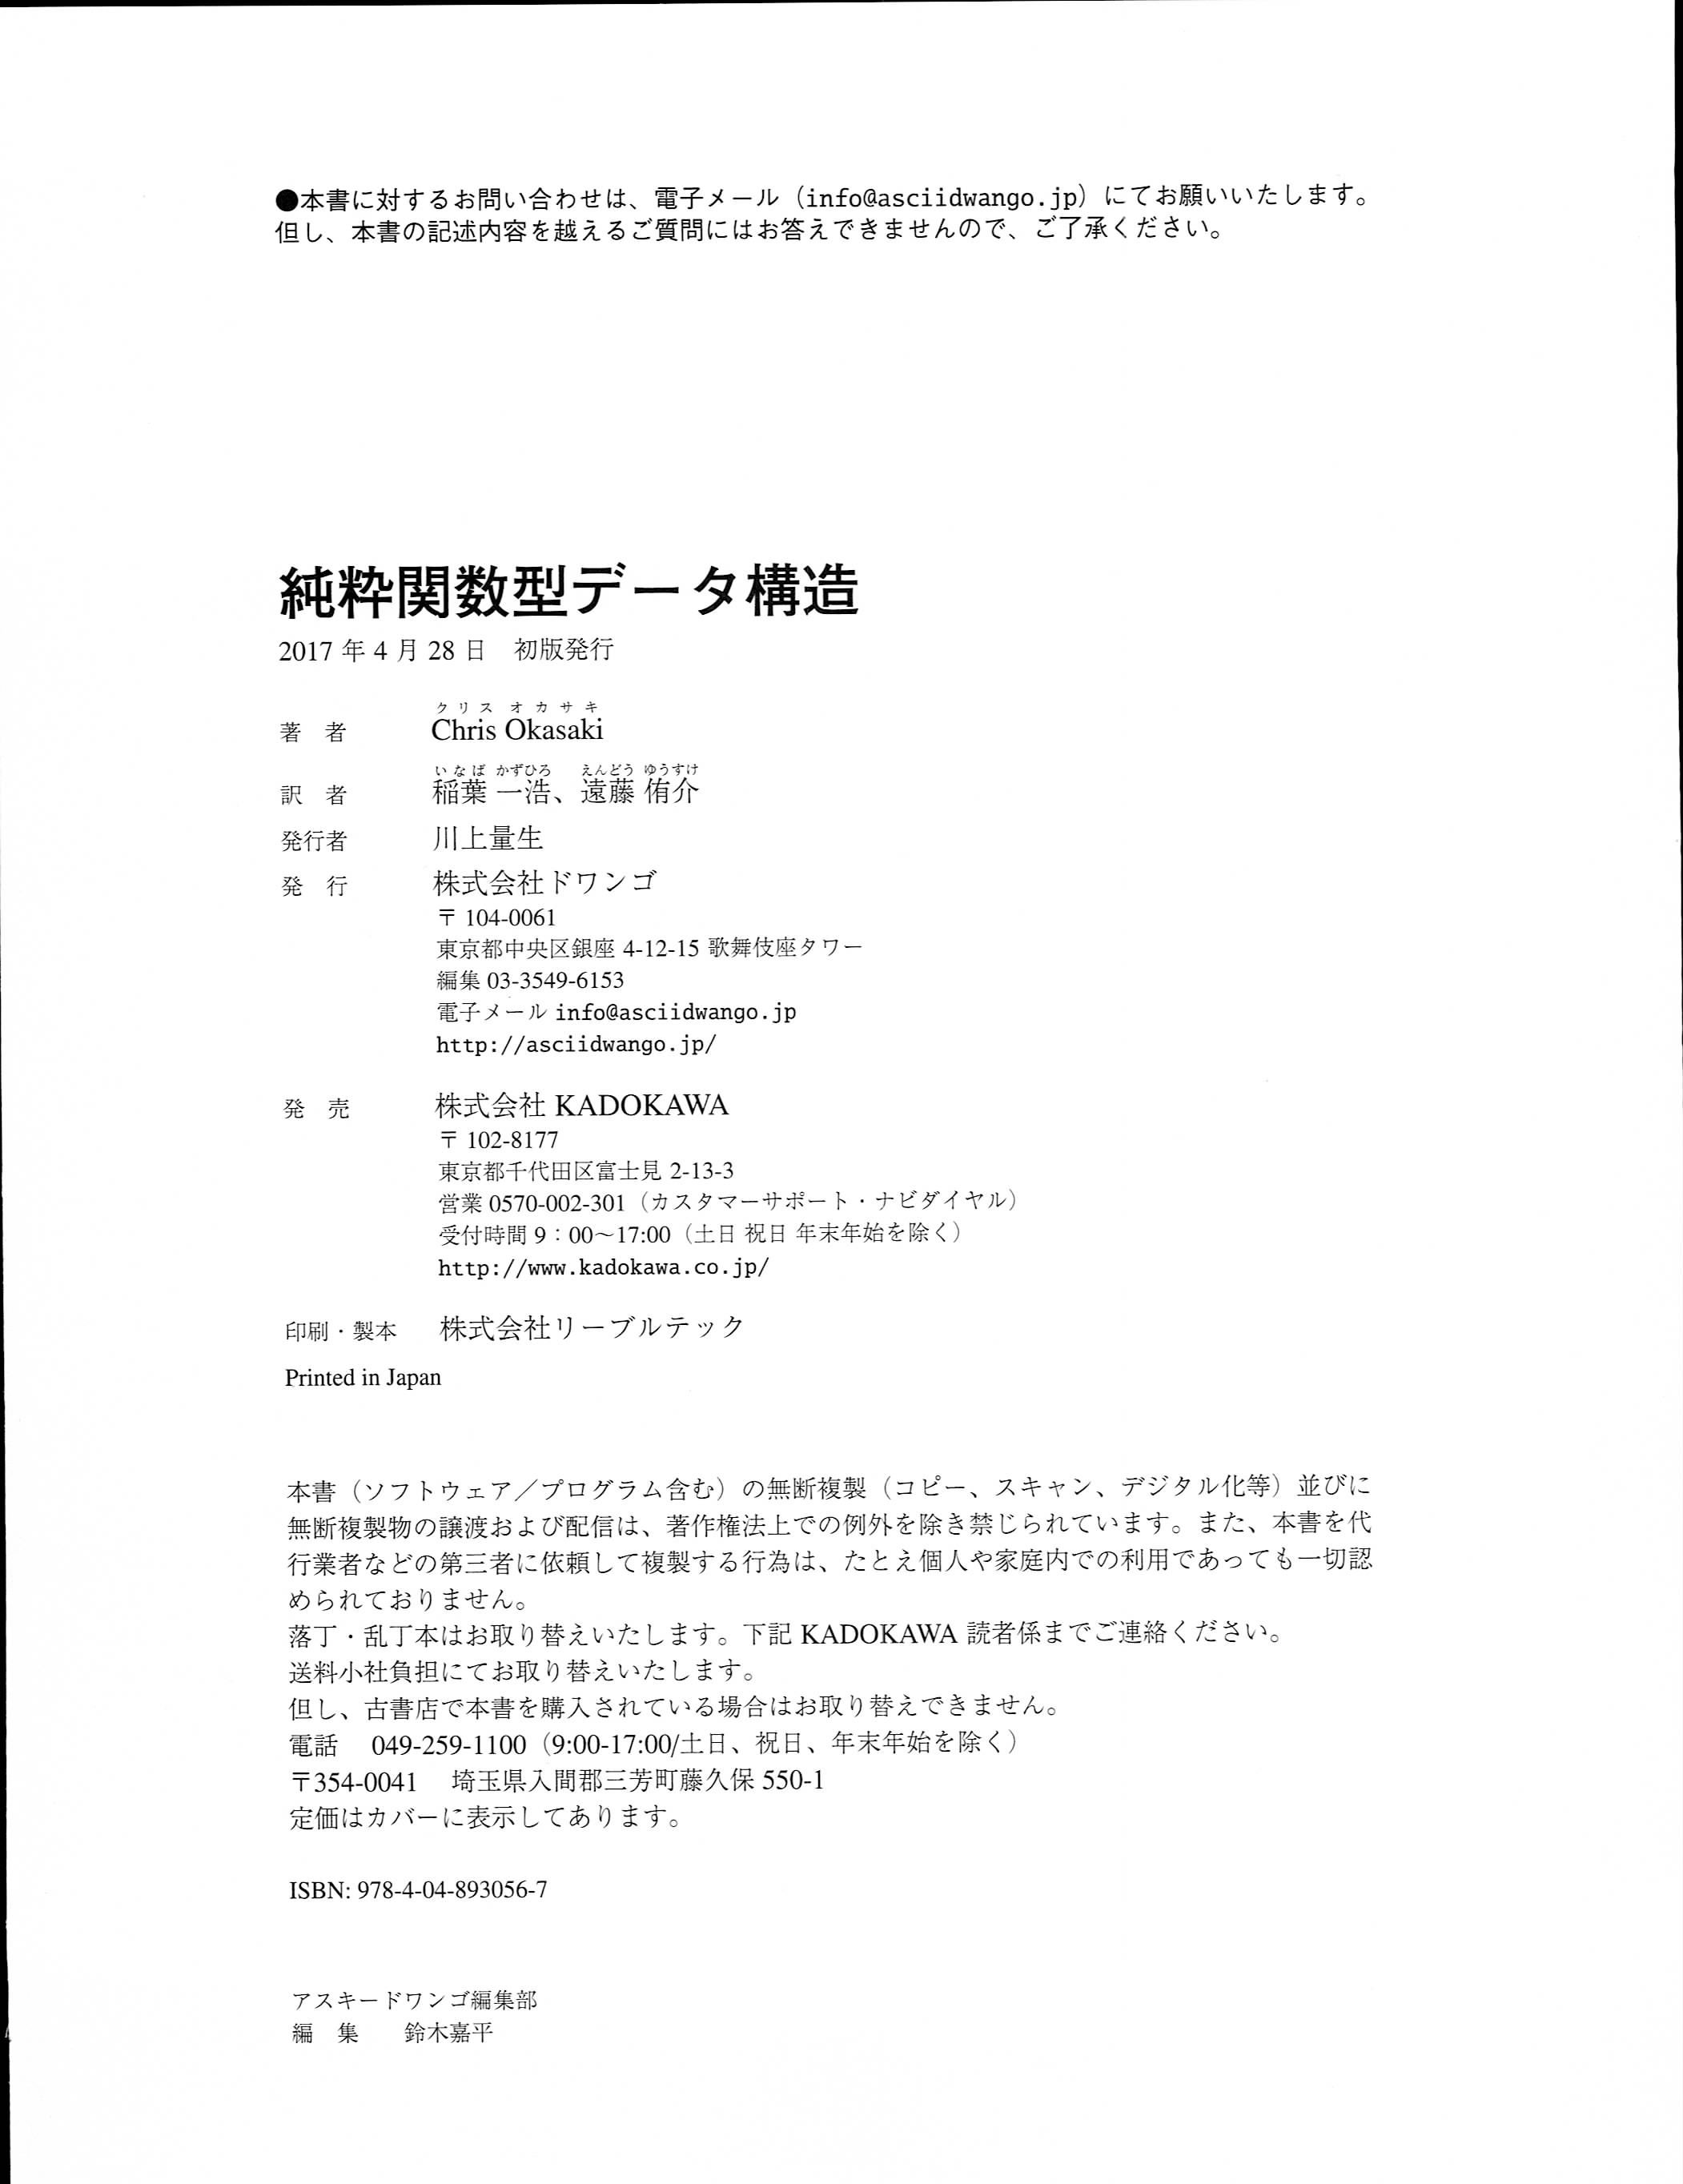 ●本書に対するお問い合わせは、電子メール（info@asciidwango.jp）にてお願いいたします。
但し、本書の記述内容を越えるご質問にはお答えできませんので、ご了承ください。
純粋関数型データ構造
2017 年 4 月 28 日　初版発行
クリス オカサキ
著　者　Chris Okasaki
いなば かずひろ　えんどう ゆうすけ
訳　者　稲葉 一浩、遠藤 侑介
発行者　川上量生
発　行　株式会社ドワンゴ
〒 104-0061
東京都中央区銀座 4-12-15 歌舞伎座タワー
編集 03-3549-6153
電子メール info@asciidwango.jp
http://asciidwango.jp/
発　売　株式会社 KADOKAWA
〒 102-8177
東京都千代田区富士見 2-13-3
営業 0570-002-301（カスタマーサポート・ナビダイヤル）
受付時間 9：00〜17:00（土日 祝日 年末年始を除く）
http://www.kadokawa.co.jp/
印刷・製本　株式会社リーブルテック
Printed in Japan
本書（ソフトウェア／プログラム含む）の無断複製（コピー、スキャン、デジタル化等）並びに
無断複製物の譲渡および配信は、著作権法上での例外を除き禁じられています。また、本書を代
行業者などの第三者に依頼して複製する行為は、たとえ個人や家庭内での利用であっても一切認
められておりません。
落丁・乱丁本はお取り替えいたします。下記 KADOKAWA 読者係までご連絡ください。
送料小社負担にてお取り替えいたします。
但し、古書店で本書を購入されている場合はお取り替えできません。
電話　049-259-1100（9:00-17:00/土日、祝日、年末年始を除く）
〒354-0041　埼玉県入間郡三芳町藤久保 550-1
定価はカバーに表示してあります。
ISBN: 978-4-04-893056-7
アスキードワンゴ編集部
編　集　鈴木嘉平